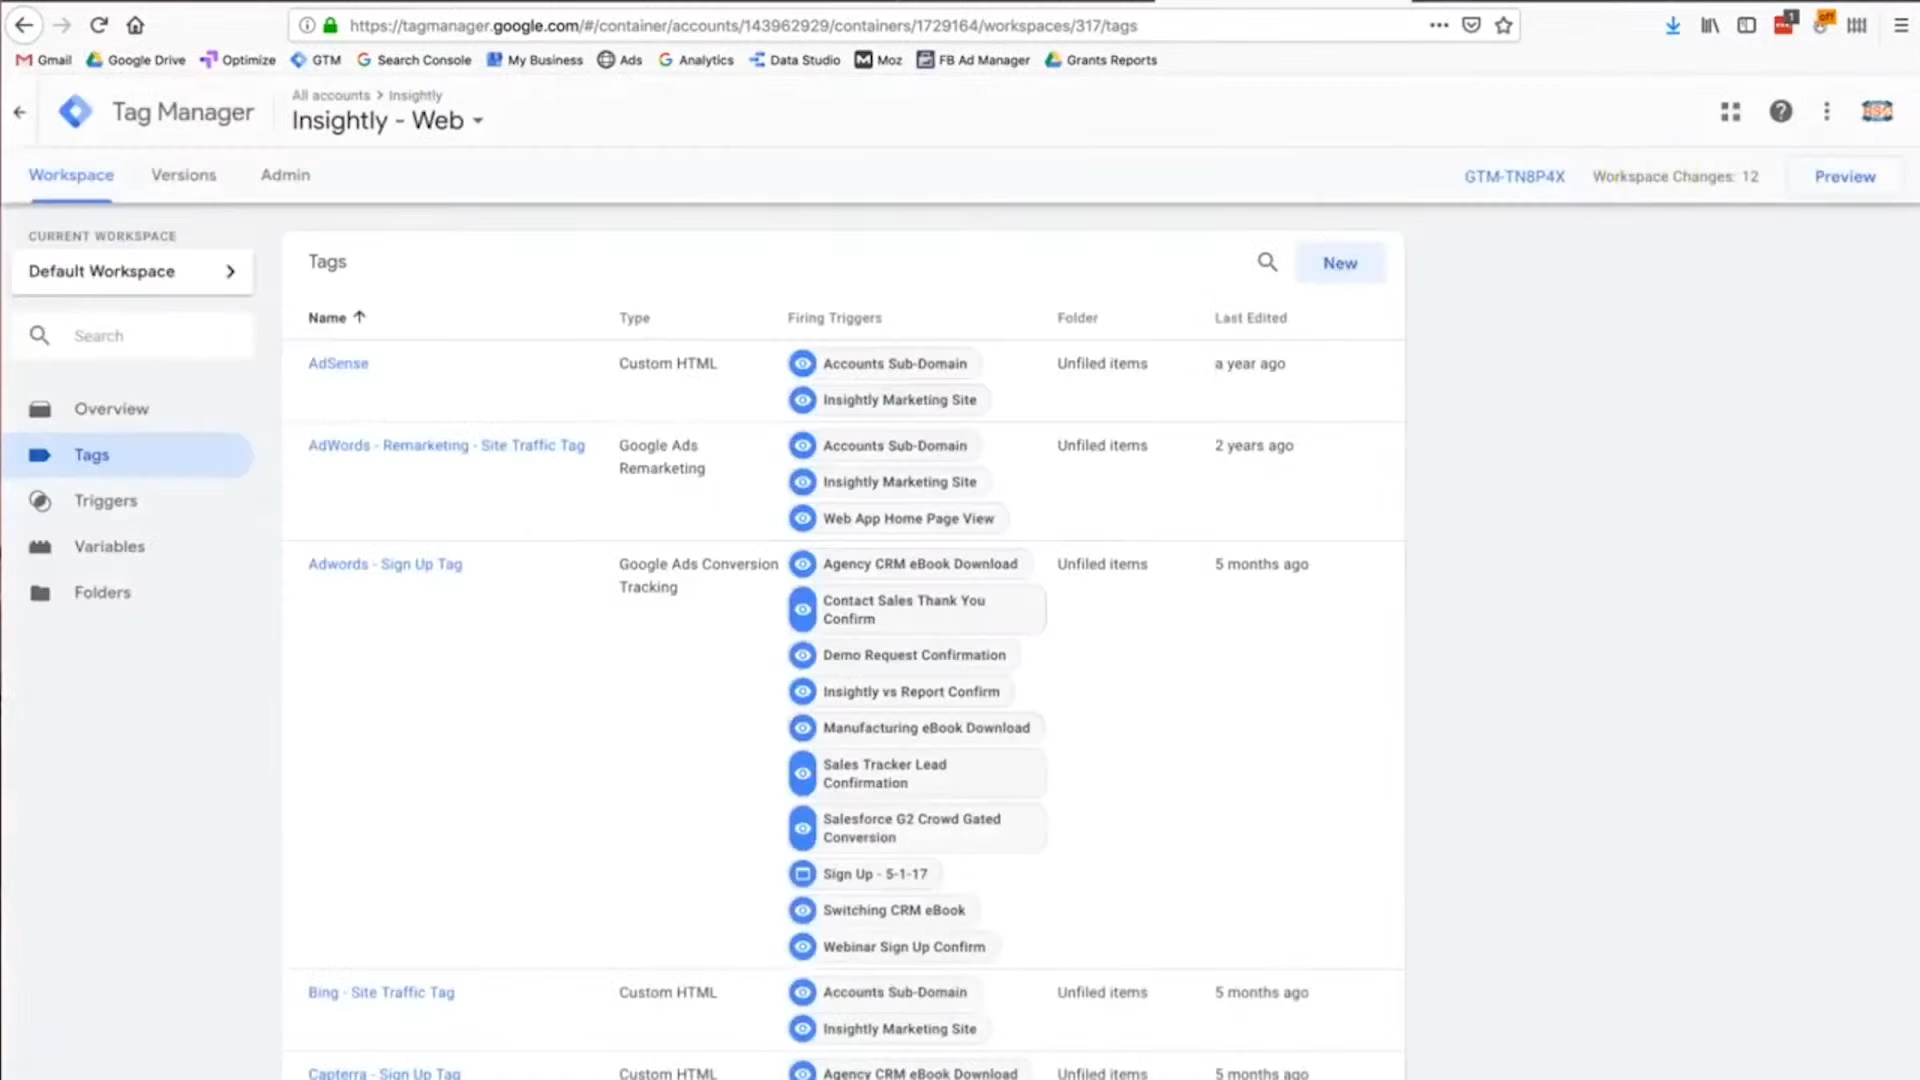 https://tagmanager.google.com/#/container/accounts/143962929/containers/1729164/workspaces/317/tags
1
off
Gmail Google Drive Optimize GTM Search Console My Business Ads Analytics Data Studio Moz FB Ad Manager Grants Reports
Tag Manager
All accounts > Insightly
Insightly - Web
Workspace Versions Admin
GTM-TN8P4X Workspace Changes: 12 Preview
CURRENT WORKSPACE
Default Workspace
Search
Overview
Tags
Triggers
Variables
Folders
Tags
New
Name Type Firing Triggers Folder Last Edited
AdSense Custom HTML Accounts Sub-Domain Unfiled items a year ago
Insightly Marketing Site
AdWords - Remarketing - Site Traffic Tag Google Ads Accounts Sub-Domain Unfiled items 2 years ago
Remarketing
Insightly Marketing Site
Web App Home Page View
Adwords - Sign Up Tag Google Ads Conversion Agency CRM eBook Download Unfiled items 5 months ago
Tracking
Contact Sales Thank You
Confirm
Demo Request Confirmation
Insightly vs Report Confirm
Manufacturing eBook Download
Sales Tracker Lead
Confirmation
Salesforce G2 Crowd Gated
Conversion
Sign Up - 5-1-17
Switching CRM eBook
Webinar Sign Up Confirm
Bing - Site Traffic Tag Custom HTML Accounts Sub-Domain Unfiled items 5 months ago
Insightly Marketing Site
Capterra - Sign Up Tag Custom HTML Agency CRM eBook Download Unfiled items 5 months ago